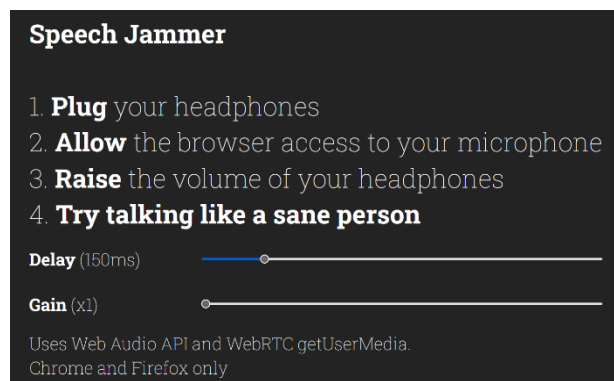 Speech Jammer
1. Plug your headphones
2. Allow the browser access to your microphone
3. Raise the volume of your headphones
4. Try talking like a sane person
Delay (150ms)
Gain (x1)
Uses Web Audio API and WebRTC getUserMedia.
Chrome and Firefox only